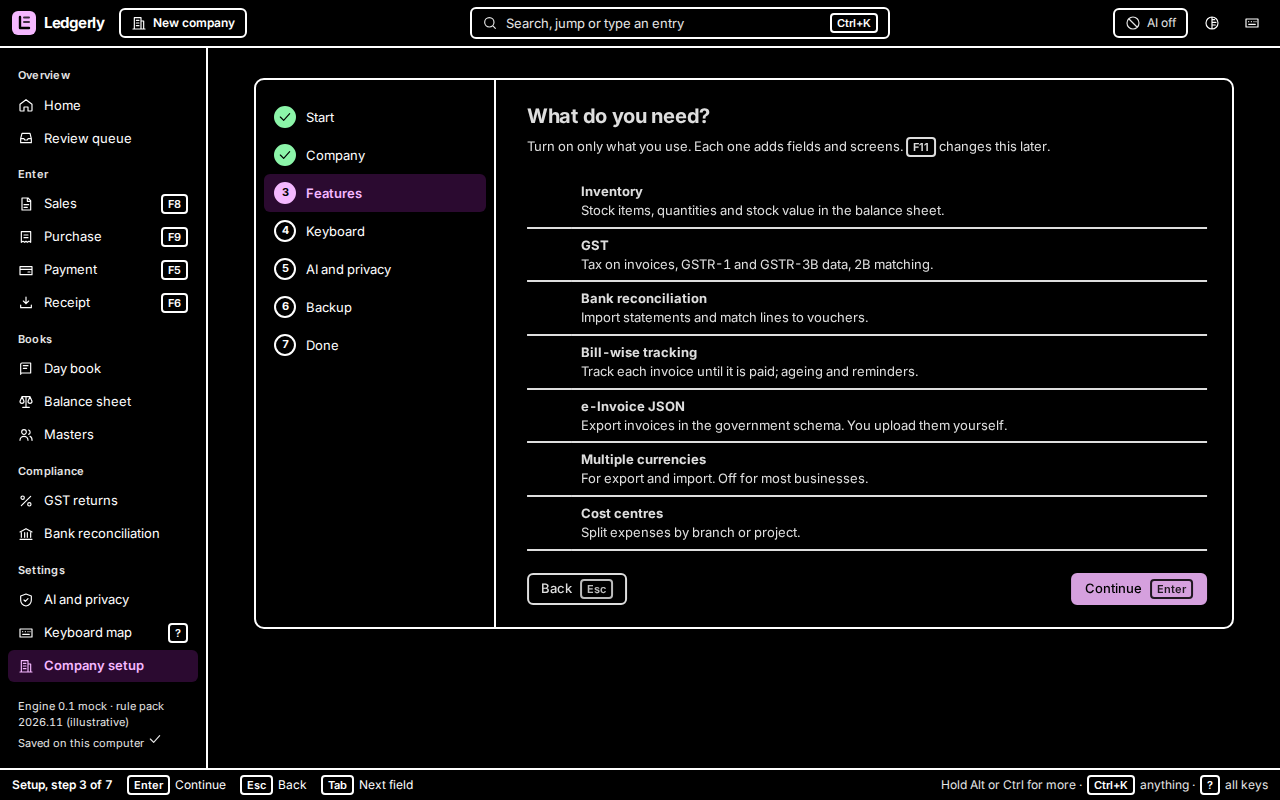 Ledgerly
New company
Search, jump or type an entry
Ctrl+K
AI off
Overview
Home
Review queue
Enter
Sales F8
Purchase F9
Payment F5
Receipt F6
Books
Day book
Balance sheet
Masters
Compliance
GST returns
Bank reconciliation
Settings
AI and privacy
Keyboard map ?
Company setup
Engine 0.1 mock · rule pack
2026.11 (illustrative)
Saved on this computer
Start
Company
3 Features
4 Keyboard
5 AI and privacy
6 Backup
7 Done
What do you need?
Turn on only what you use. Each one adds fields and screens. F11 changes this later.
Inventory
Stock items, quantities and stock value in the balance sheet.
GST
Tax on invoices, GSTR-1 and GSTR-3B data, 2B matching.
Bank reconciliation
Import statements and match lines to vouchers.
Bill-wise tracking
Track each invoice until it is paid; ageing and reminders.
e-Invoice JSON
Export invoices in the government schema. You upload them yourself.
Multiple currencies
For export and import. Off for most businesses.
Cost centres
Split expenses by branch or project.
Back Esc
Continue Enter
Setup, step 3 of 7 Enter Continue Esc Back Tab Next field
Hold Alt or Ctrl for more · Ctrl+K anything · ? all keys